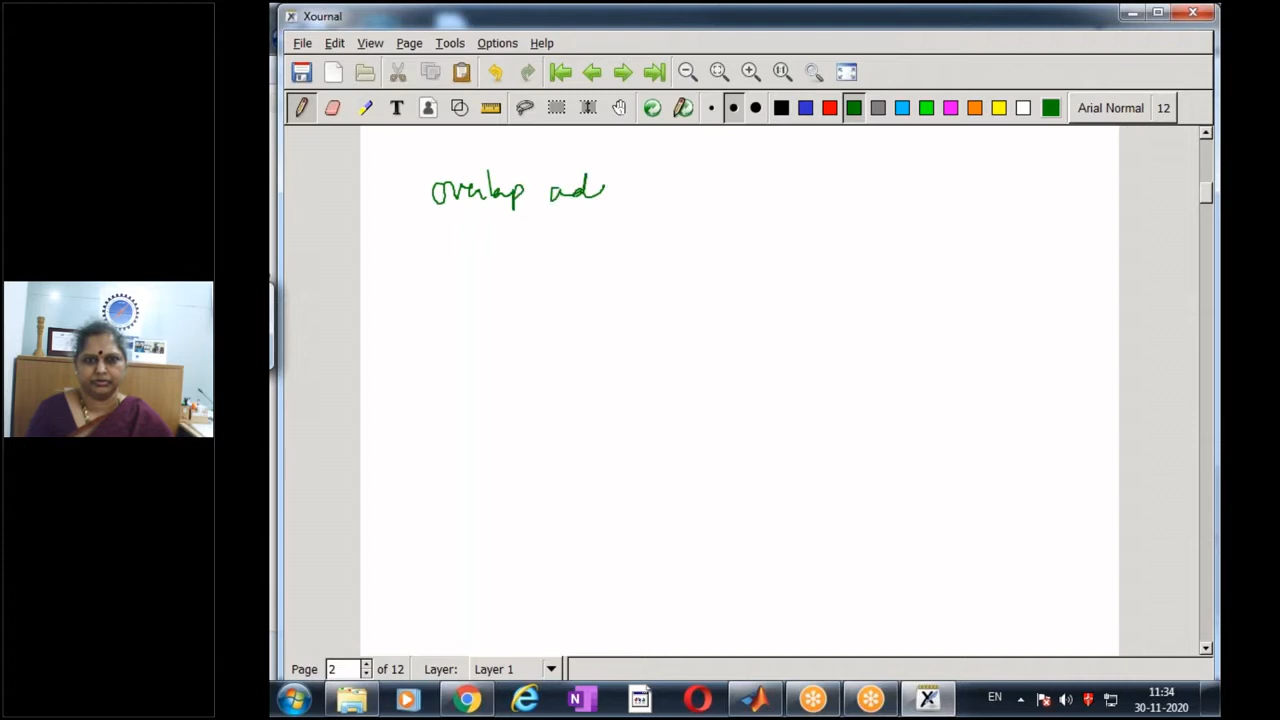 Xournal
File Edit View Page Tools Options Help
T Arial Normal 12
overlap ad
Page 2 of 12 Layer: Layer 1
EN 11:34
30-11-2020